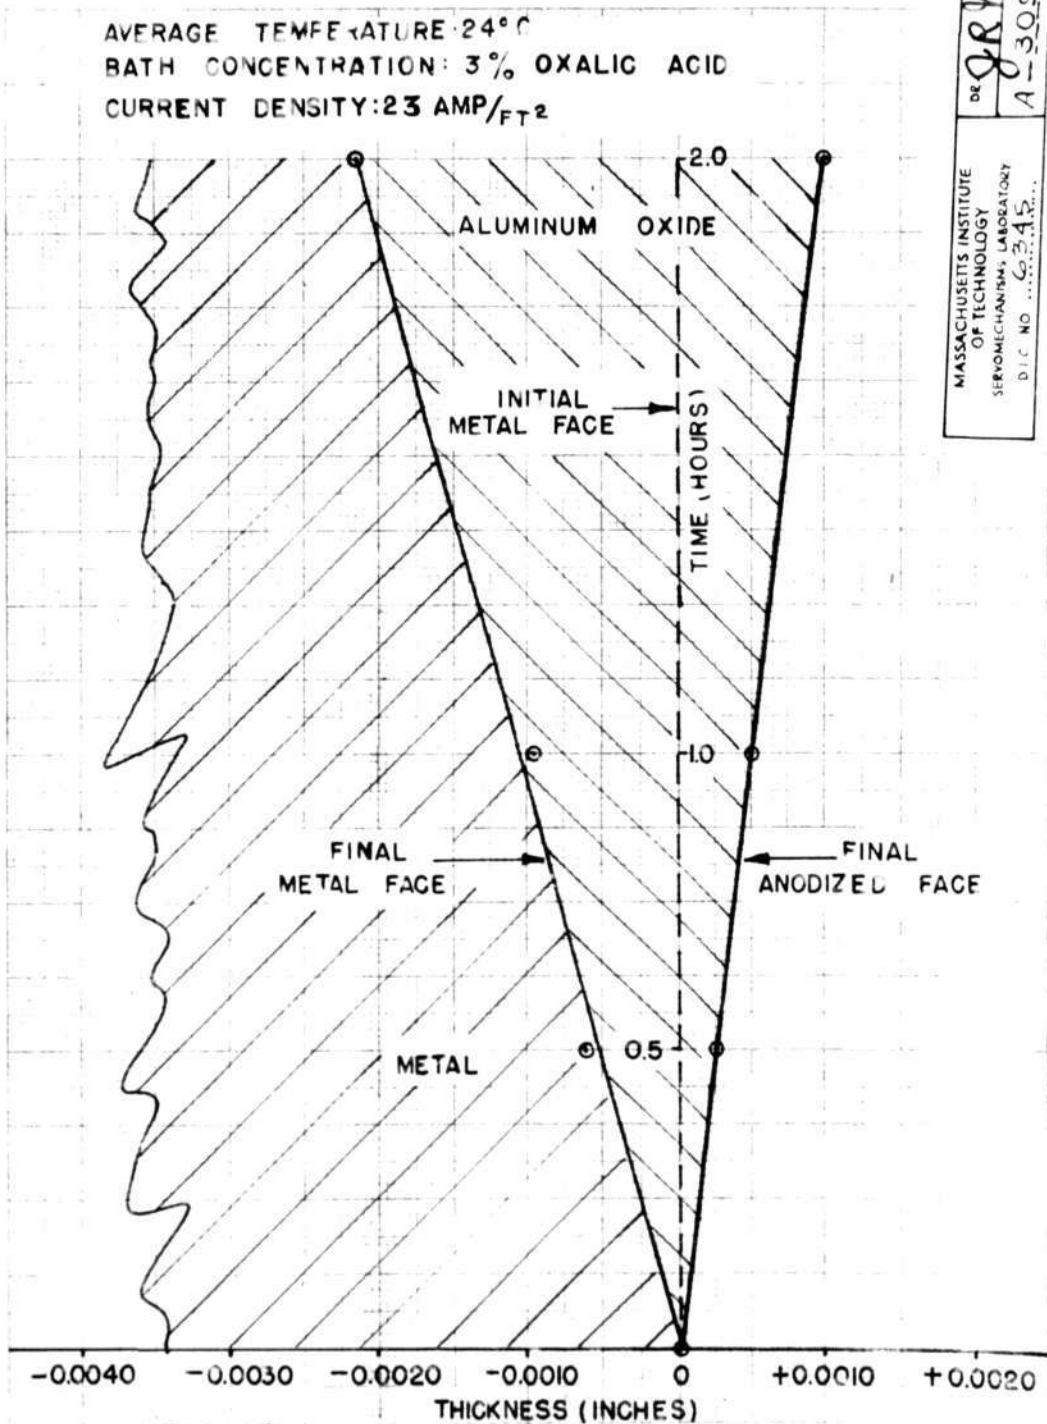 AVERAGE TEMPERATURE 24°C
BATH CONCENTRATION: 3% OXALIC ACID
CURRENT DENSITY: 23 AMP/FT2
DR
A-309
MASSACHUSETTS INSTITUTE
OF TECHNOLOGY
SERVOMECHANISMS LABORATORY
D I C NO 6345
2.0
ALUMINUM OXIDE
INITIAL
METAL FACE
TIME (HOURS)
1.0
FINAL
METAL FACE
FINAL
ANODIZED FACE
0.5
METAL
-0.0040 -0.0030 -0.0020 -0.0010 0 +0.0010 +0.0020
THICKNESS (INCHES)